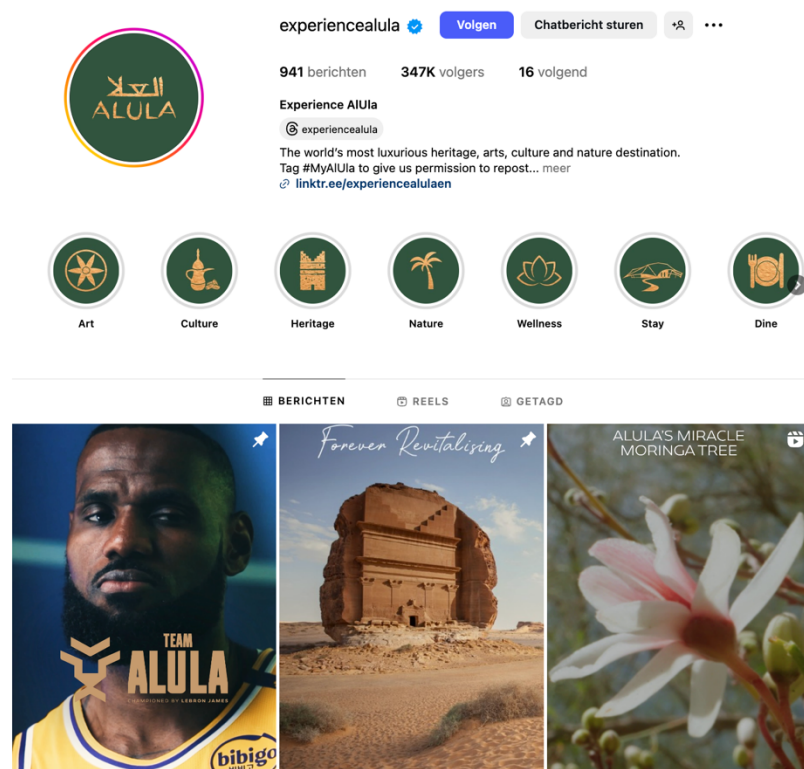 experiencealula
Volgen
Chatbericht sturen
941 berichten
347K volgers
16 volgend
Experience AlUla
experiencealula
The world's most luxurious heritage, arts, culture and nature destination.
Tag #MyAlUla to give us permission to repost... meer
linktr.ee/experiencealulaen
العلا
ALULA
Art
Culture
Heritage
Nature
Wellness
Stay
Dine
BERICHTEN
REELS
GETAGD
TEAM
ALULA
CHAMPIONED BY LEBRON JAMES
bibigo
Forever Revitalising
ALULA'S MIRACLE
MORINGA TREE